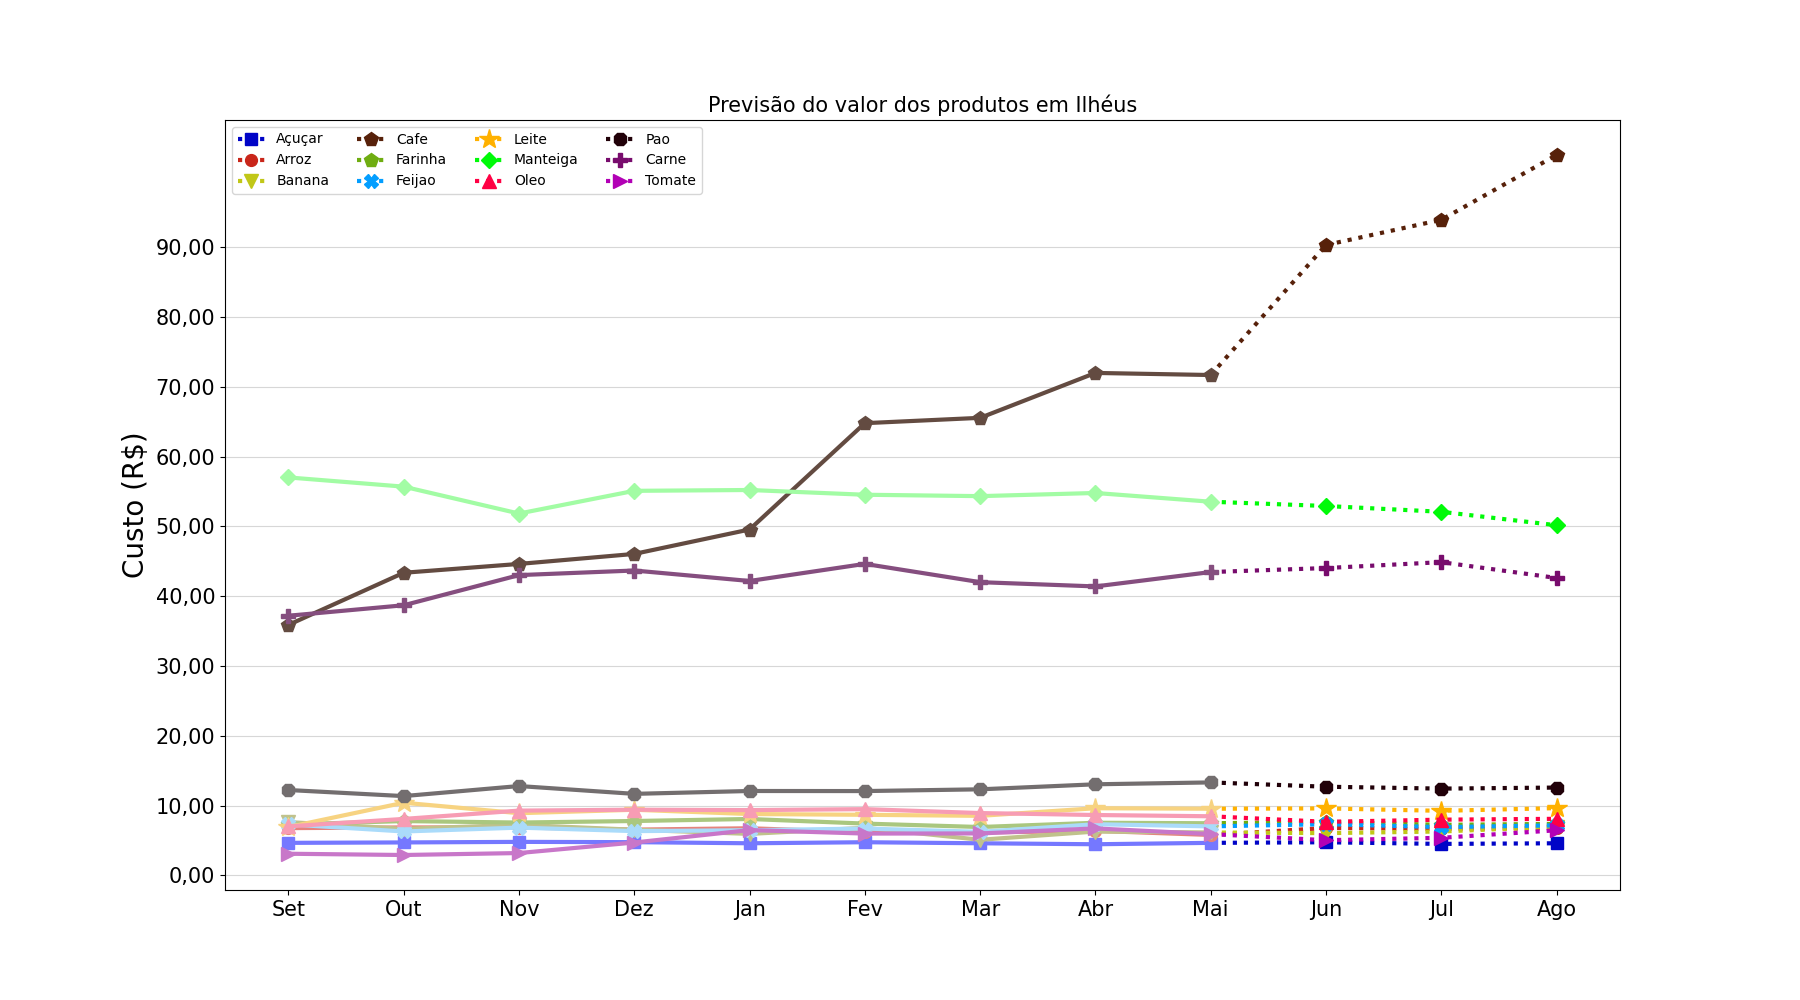 Previsão do valor dos produtos em Ilhéus
Açuçar Cafe Leite Pao
Arroz Farinha Manteiga Carne
Banana Feijao Oleo Tomate
Custo (R$)
90,00
80,00
70,00
60,00
50,00
40,00
30,00
20,00
10,00
0,00
Set Out Nov Dez Jan Fev Mar Abr Mai Jun Jul Ago